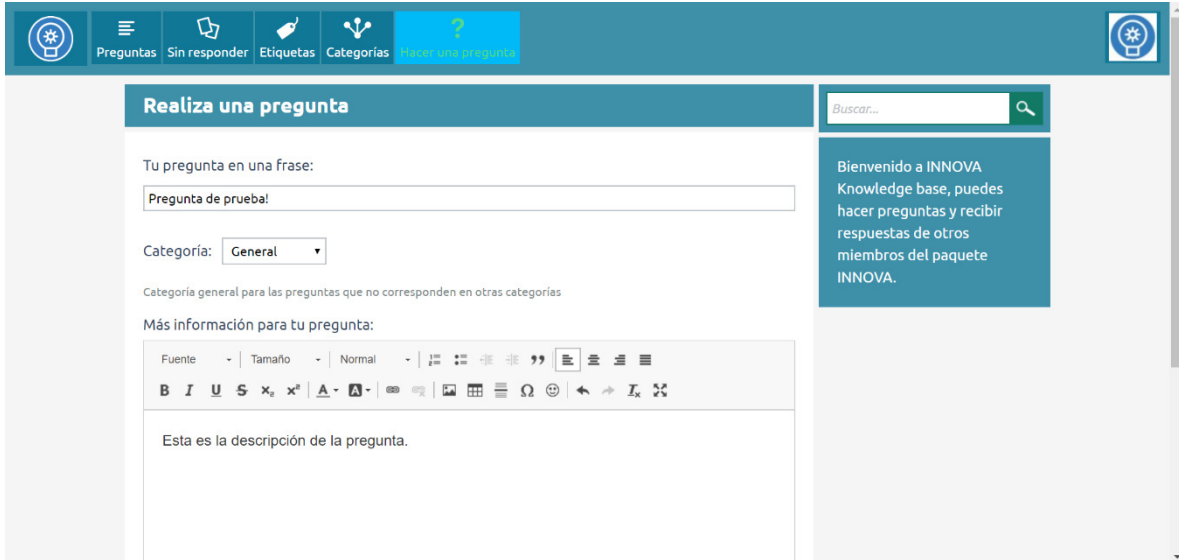 Preguntas Sin responder Etiquetas Categorías Hacer una pregunta
Realiza una pregunta
Buscar...
Tu pregunta en una frase:
Pregunta de prueba!
Categoría: General
Categoría general para las preguntas que no corresponden en otras categorías
Más información para tu pregunta:
Fuente Tamaño Normal
Esta es la descripción de la pregunta.
Bienvenido a INNOVA
Knowledge base, puedes
hacer preguntas y recibir
respuestas de otros
miembros del paquete
INNOVA.